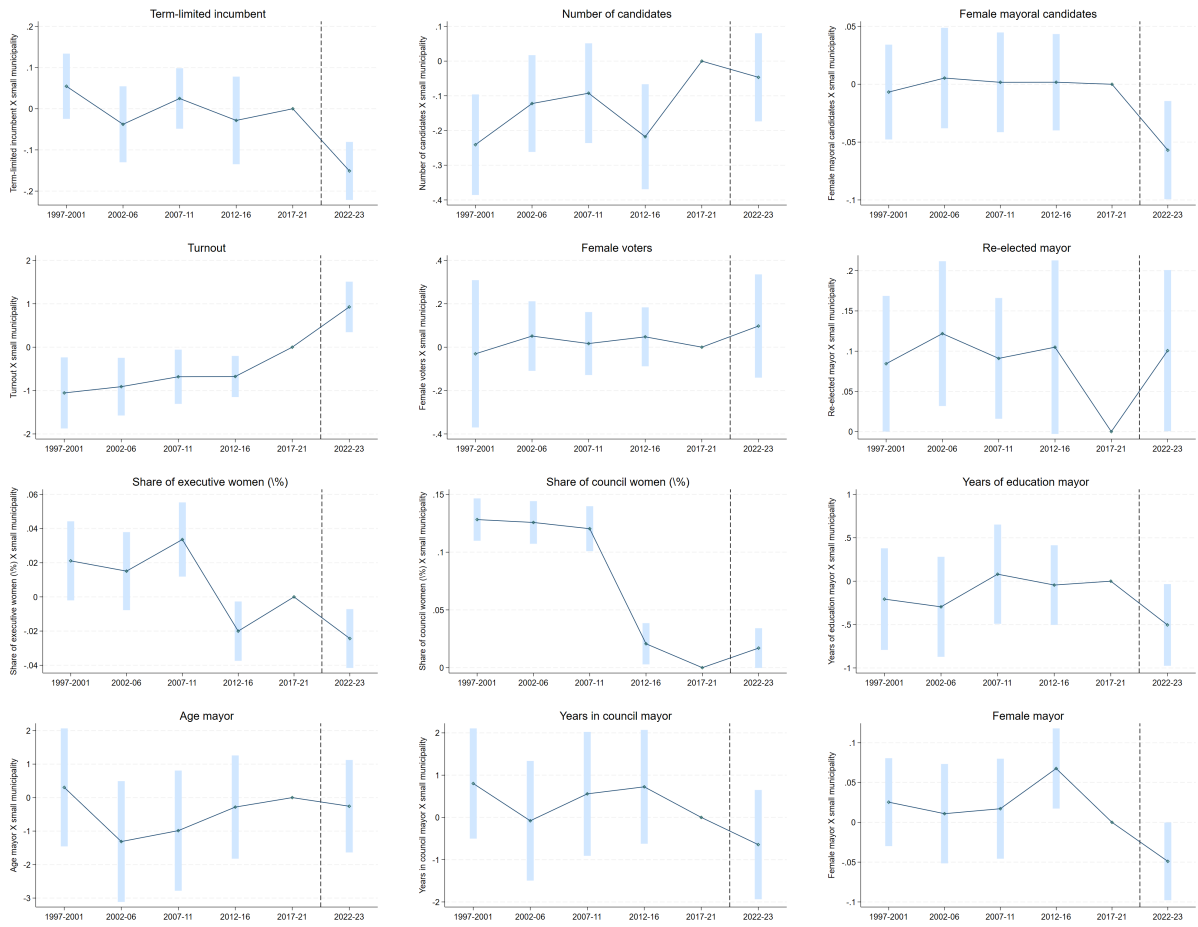 Term-limited incumbent
Term-limited incumbent X small municipality
.2
.1
0
-.1
-.2
1997-2001 2002-06 2007-11 2012-16 2017-21 2022-23
Number of candidates
Number of candidates X small municipality
.1
0
-.1
-.2
-.3
-.4
1997-2001 2002-06 2007-11 2012-16 2017-21 2022-23
Female mayoral candidates
Female mayoral candidates X small municipality
.05
0
-.05
-.1
1997-2001 2002-06 2007-11 2012-16 2017-21 2022-23
Turnout
Turnout X small municipality
2
1
0
-1
-2
1997-2001 2002-06 2007-11 2012-16 2017-21 2022-23
Female voters
Female voters X small municipality
.4
.2
0
-.2
-.4
1997-2001 2002-06 2007-11 2012-16 2017-21 2022-23
Re-elected mayor
Re-elected mayor X small municipality
.2
.15
.1
.05
0
1997-2001 2002-06 2007-11 2012-16 2017-21 2022-23
Share of executive women (\%)
Share of executive women (\%) X small municipality
.06
.04
.02
0
-.02
-.04
1997-2001 2002-06 2007-11 2012-16 2017-21 2022-23
Share of council women (\%)
Share of council women (\%) X small municipality
.15
.1
.05
0
1997-2001 2002-06 2007-11 2012-16 2017-21 2022-23
Years of education mayor
Years of education mayor X small municipality
1
.5
0
-.5
-1
1997-2001 2002-06 2007-11 2012-16 2017-21 2022-23
Age mayor
Age mayor X small municipality
2
1
0
-1
-2
-3
1997-2001 2002-06 2007-11 2012-16 2017-21 2022-23
Years in council mayor
Years in council mayor X small municipality
2
1
0
-1
-2
1997-2001 2002-06 2007-11 2012-16 2017-21 2022-23
Female mayor
Female mayor X small municipality
.1
.05
0
-.05
-.1
1997-2001 2002-06 2007-11 2012-16 2017-21 2022-23